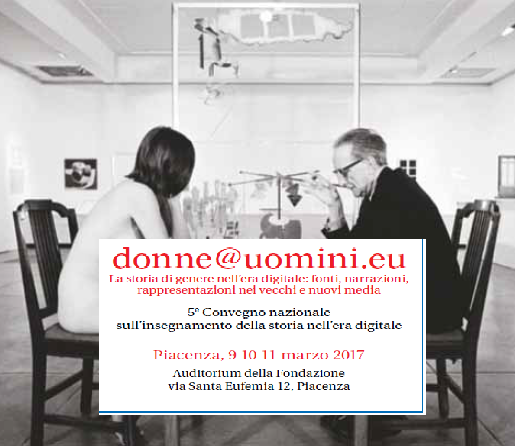 donne@uomini.eu
La storia di genere nell'era digitale: fonti, narrazioni,
rappresentazioni nei vecchi e nuovi media
5° Convegno nazionale
sull'insegnamento della storia nell'era digitale
Piacenza, 9 10 11 marzo 2017
Auditorium della Fondazione
via Santa Eufemia 12, Piacenza